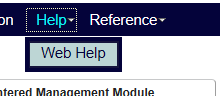 on Help Reference
Web Help
ntered Management Module